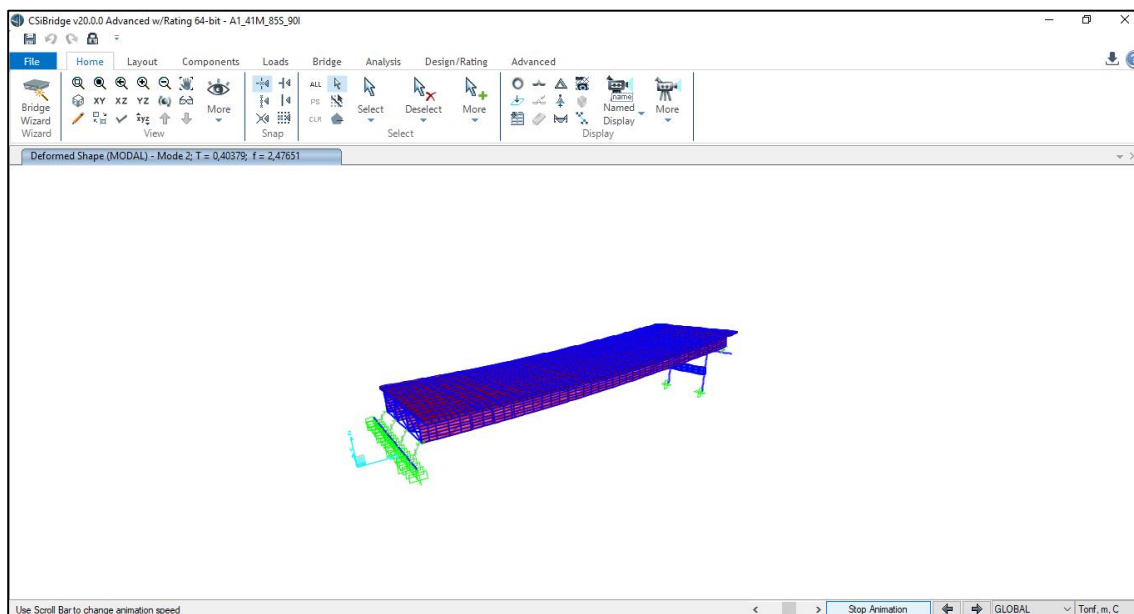 CSiBridge v20.0.0 Advanced w/Rating 64-bit - A1_41M_85S_90I
File Home Layout Components Loads Bridge Analysis Design/Rating Advanced
Bridge Wizard
XY XZ YZ
More
ALL
PS
CLR
Select
Deselect
More
name
Named Display
More
Wizard View Snap Select Display
Deformed Shape (MODAL) - Mode 2; T = 0,40379; f = 2,47651
Use Scroll Bar to change animation speed
Stop Animation
GLOBAL
Tonf, m, C